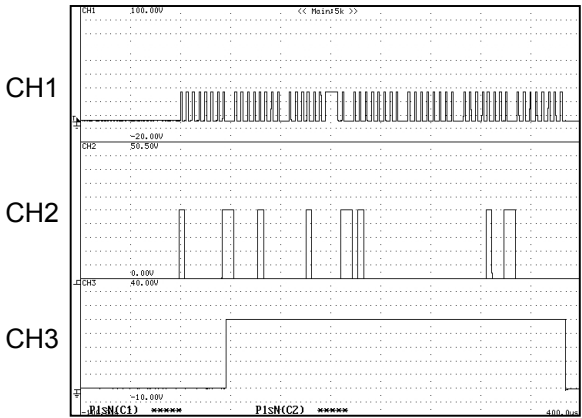 CH1 100.00V << Main:5k >>
CH1
-20.00V
CH2 50.50V
CH2
0.00V
CH3 40.00V
CH3
-10.00V
PlsN(C1) ***** PlsN(C2) *****
400.0us